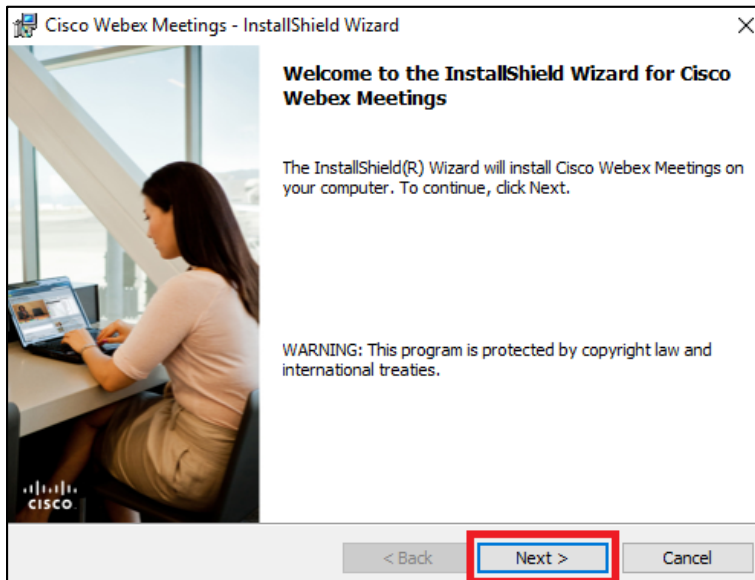 Cisco Webex Meetings - InstallShield Wizard
Welcome to the InstallShield Wizard for Cisco
Webex Meetings
The InstallShield(R) Wizard will install Cisco Webex Meetings on
your computer. To continue, click Next.
WARNING: This program is protected by copyright law and
international treaties.
CISCO
< Back
Next >
Cancel